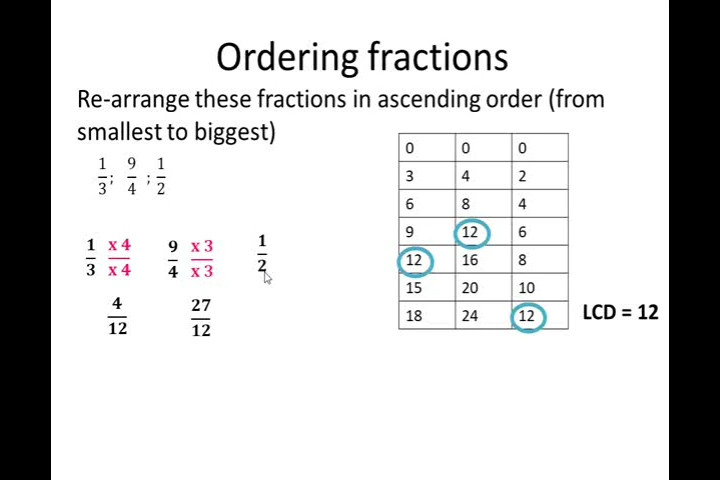 Ordering fractions
Re-arrange these fractions in ascending order (from
smallest to biggest)
1/3; 9/4; 1/2
1/3 x 4/x 4 9/4 x 3/x 3 1/2
4/12 27/12
0 0 0
3 4 2
6 8 4
9 12 6
12 16 8
15 20 10
18 24 12
LCD = 12